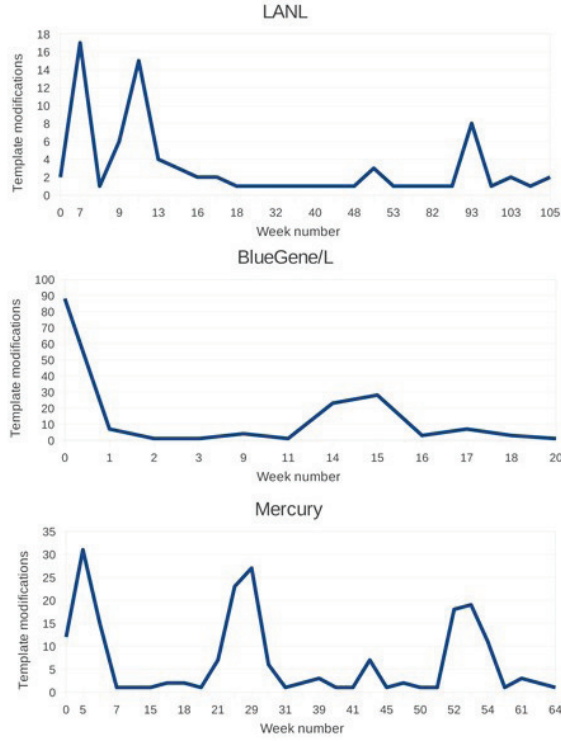 LANL
Template modifications
18
16
14
12
10
8
6
4
2
0
0 7 9 13 16 18 32 40 48 53 82 93 103 105
Week number
BlueGene/L
Template modifications
100
90
80
70
60
50
40
30
20
10
0
0 1 2 3 9 11 14 15 16 17 18 20
Week number
Mercury
Template modifications
35
30
25
20
15
10
5
0
0 5 7 15 18 21 29 31 39 41 45 50 52 54 61 64
Week number